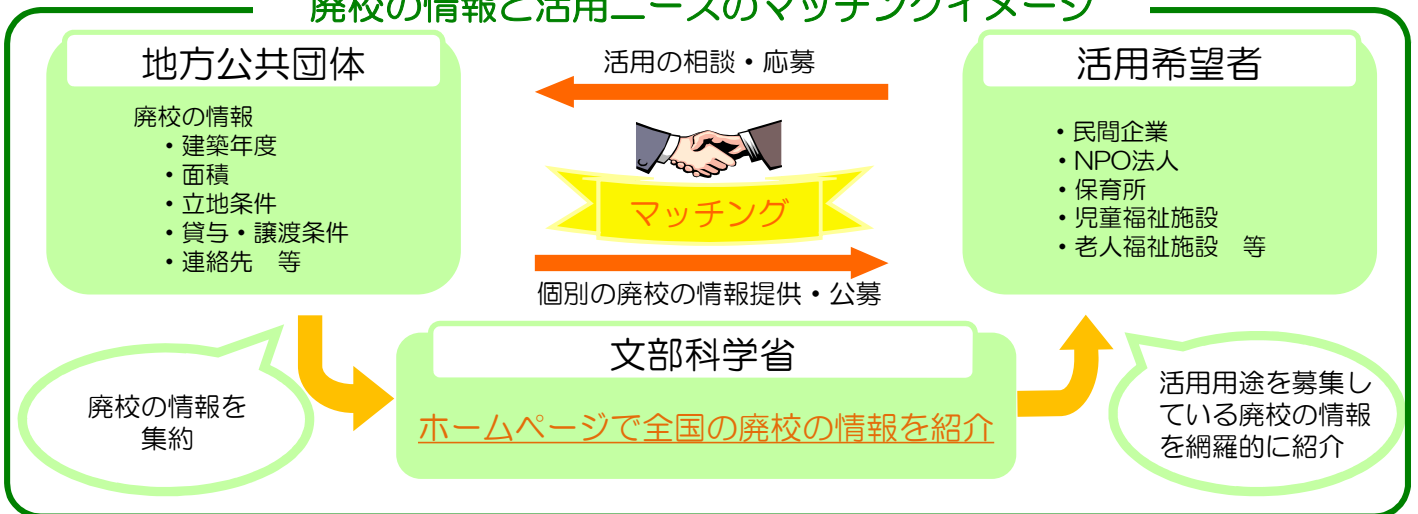 廃校の情報と活用ニーズのマッチングイメージ
地方公共団体
廃校の情報
・建築年度
・面積
・立地条件
・貸与・譲渡条件
・連絡先　等
活用の相談・応募
マッチング
個別の廃校の情報提供・公募
活用希望者
・民間企業
・NPO法人
・保育所
・児童福祉施設
・老人福祉施設　等
廃校の情報を
集約
文部科学省
ホームページで全国の廃校の情報を紹介
活用用途を募集し
ている廃校の情報
を網羅的に紹介